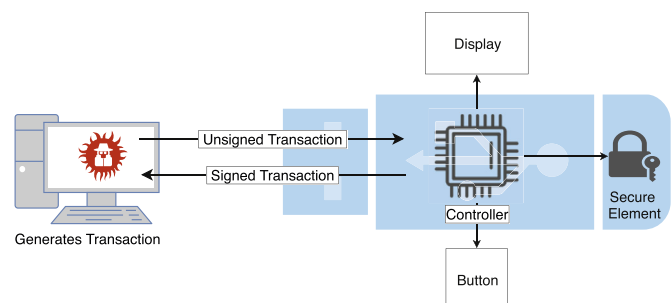 Display
Unsigned Transaction
Signed Transaction
Generates Transaction
Controller
Secure
Element
Button